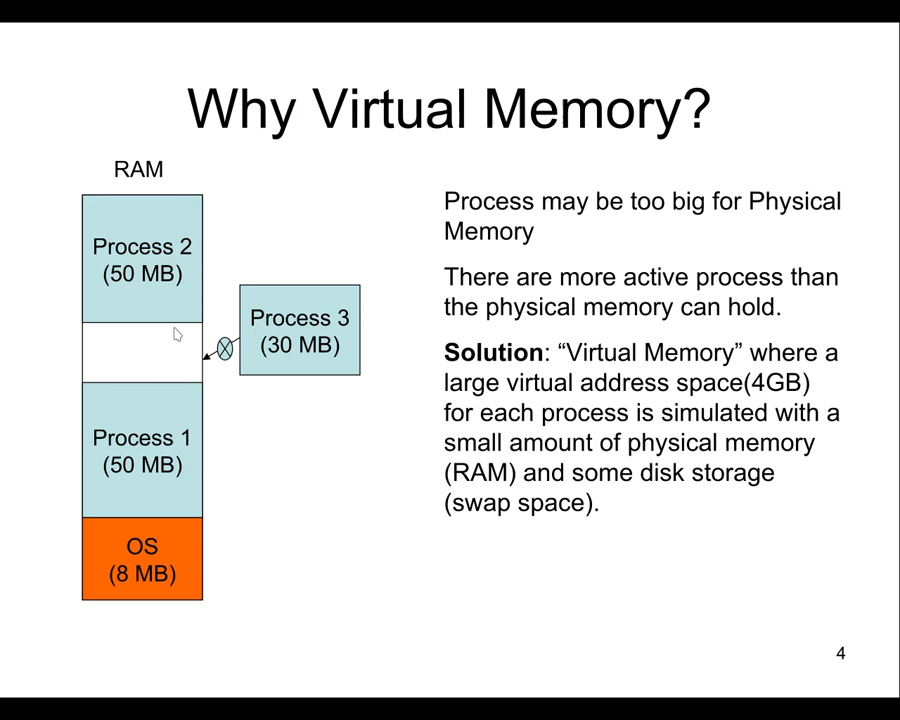 Why Virtual Memory?
RAM
Process 2
(50 MB)
Process 3
(30 MB)
Process 1
(50 MB)
OS
(8 MB)
Process may be too big for Physical
Memory
There are more active process than
the physical memory can hold.
Solution: “Virtual Memory” where a
large virtual address space(4GB)
for each process is simulated with a
small amount of physical memory
(RAM) and some disk storage
(swap space).
4